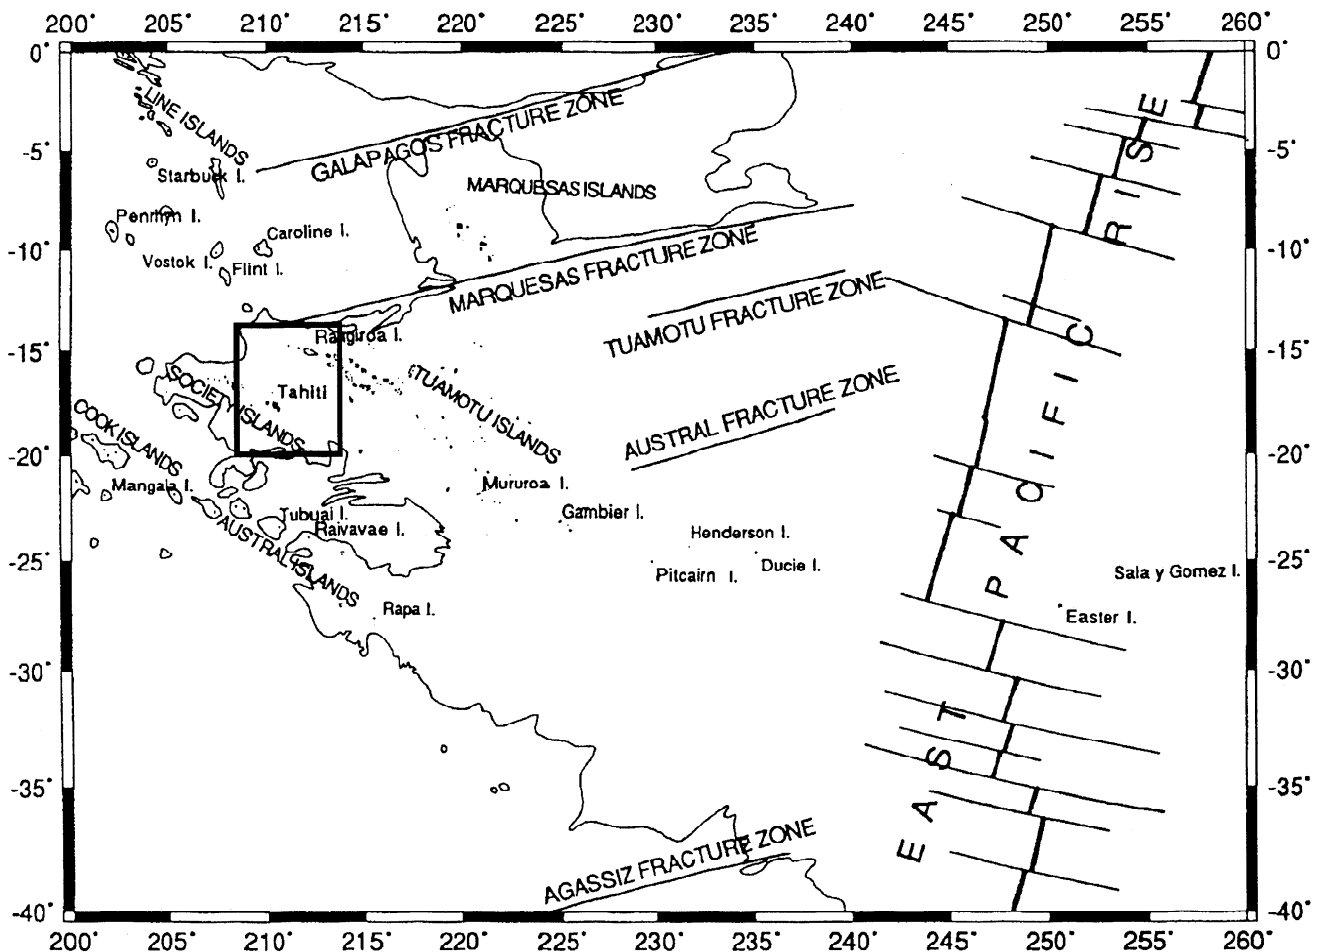 200° 205° 210° 215° 220° 225° 230° 235° 240° 245° 250° 255° 260°
0° 0°
LINE ISLANDS
GALAPAGOS FRACTURE ZONE
-5° -5°
Starbuck I.
MARQUESAS ISLANDS
Penrhyn I.
Caroline I.
-10° -10°
Vostok I.
Flint I.
MARQUESAS FRACTURE ZONE
TUAMOTU FRACTURE ZONE
Rangiroa I.
-15° -15°
SOCIETY ISLANDS
Tahiti
TUAMOTU ISLANDS
AUSTRAL FRACTURE ZONE
COOK ISLANDS
-20° -20°
Mangaia I.
Mururoa I.
Tubuai I.
Gambier I.
Raivavae I.
AUSTRAL ISLANDS
Henderson I.
-25° -25°
Pitcairn I.
Ducie I.
Sala y Gomez I.
Rapa I.
Easter I.
EAST PACIFIC RISE
-30° -30°
-35° -35°
AGASSIZ FRACTURE ZONE
-40° -40°
200° 205° 210° 215° 220° 225° 230° 235° 240° 245° 250° 255° 260°